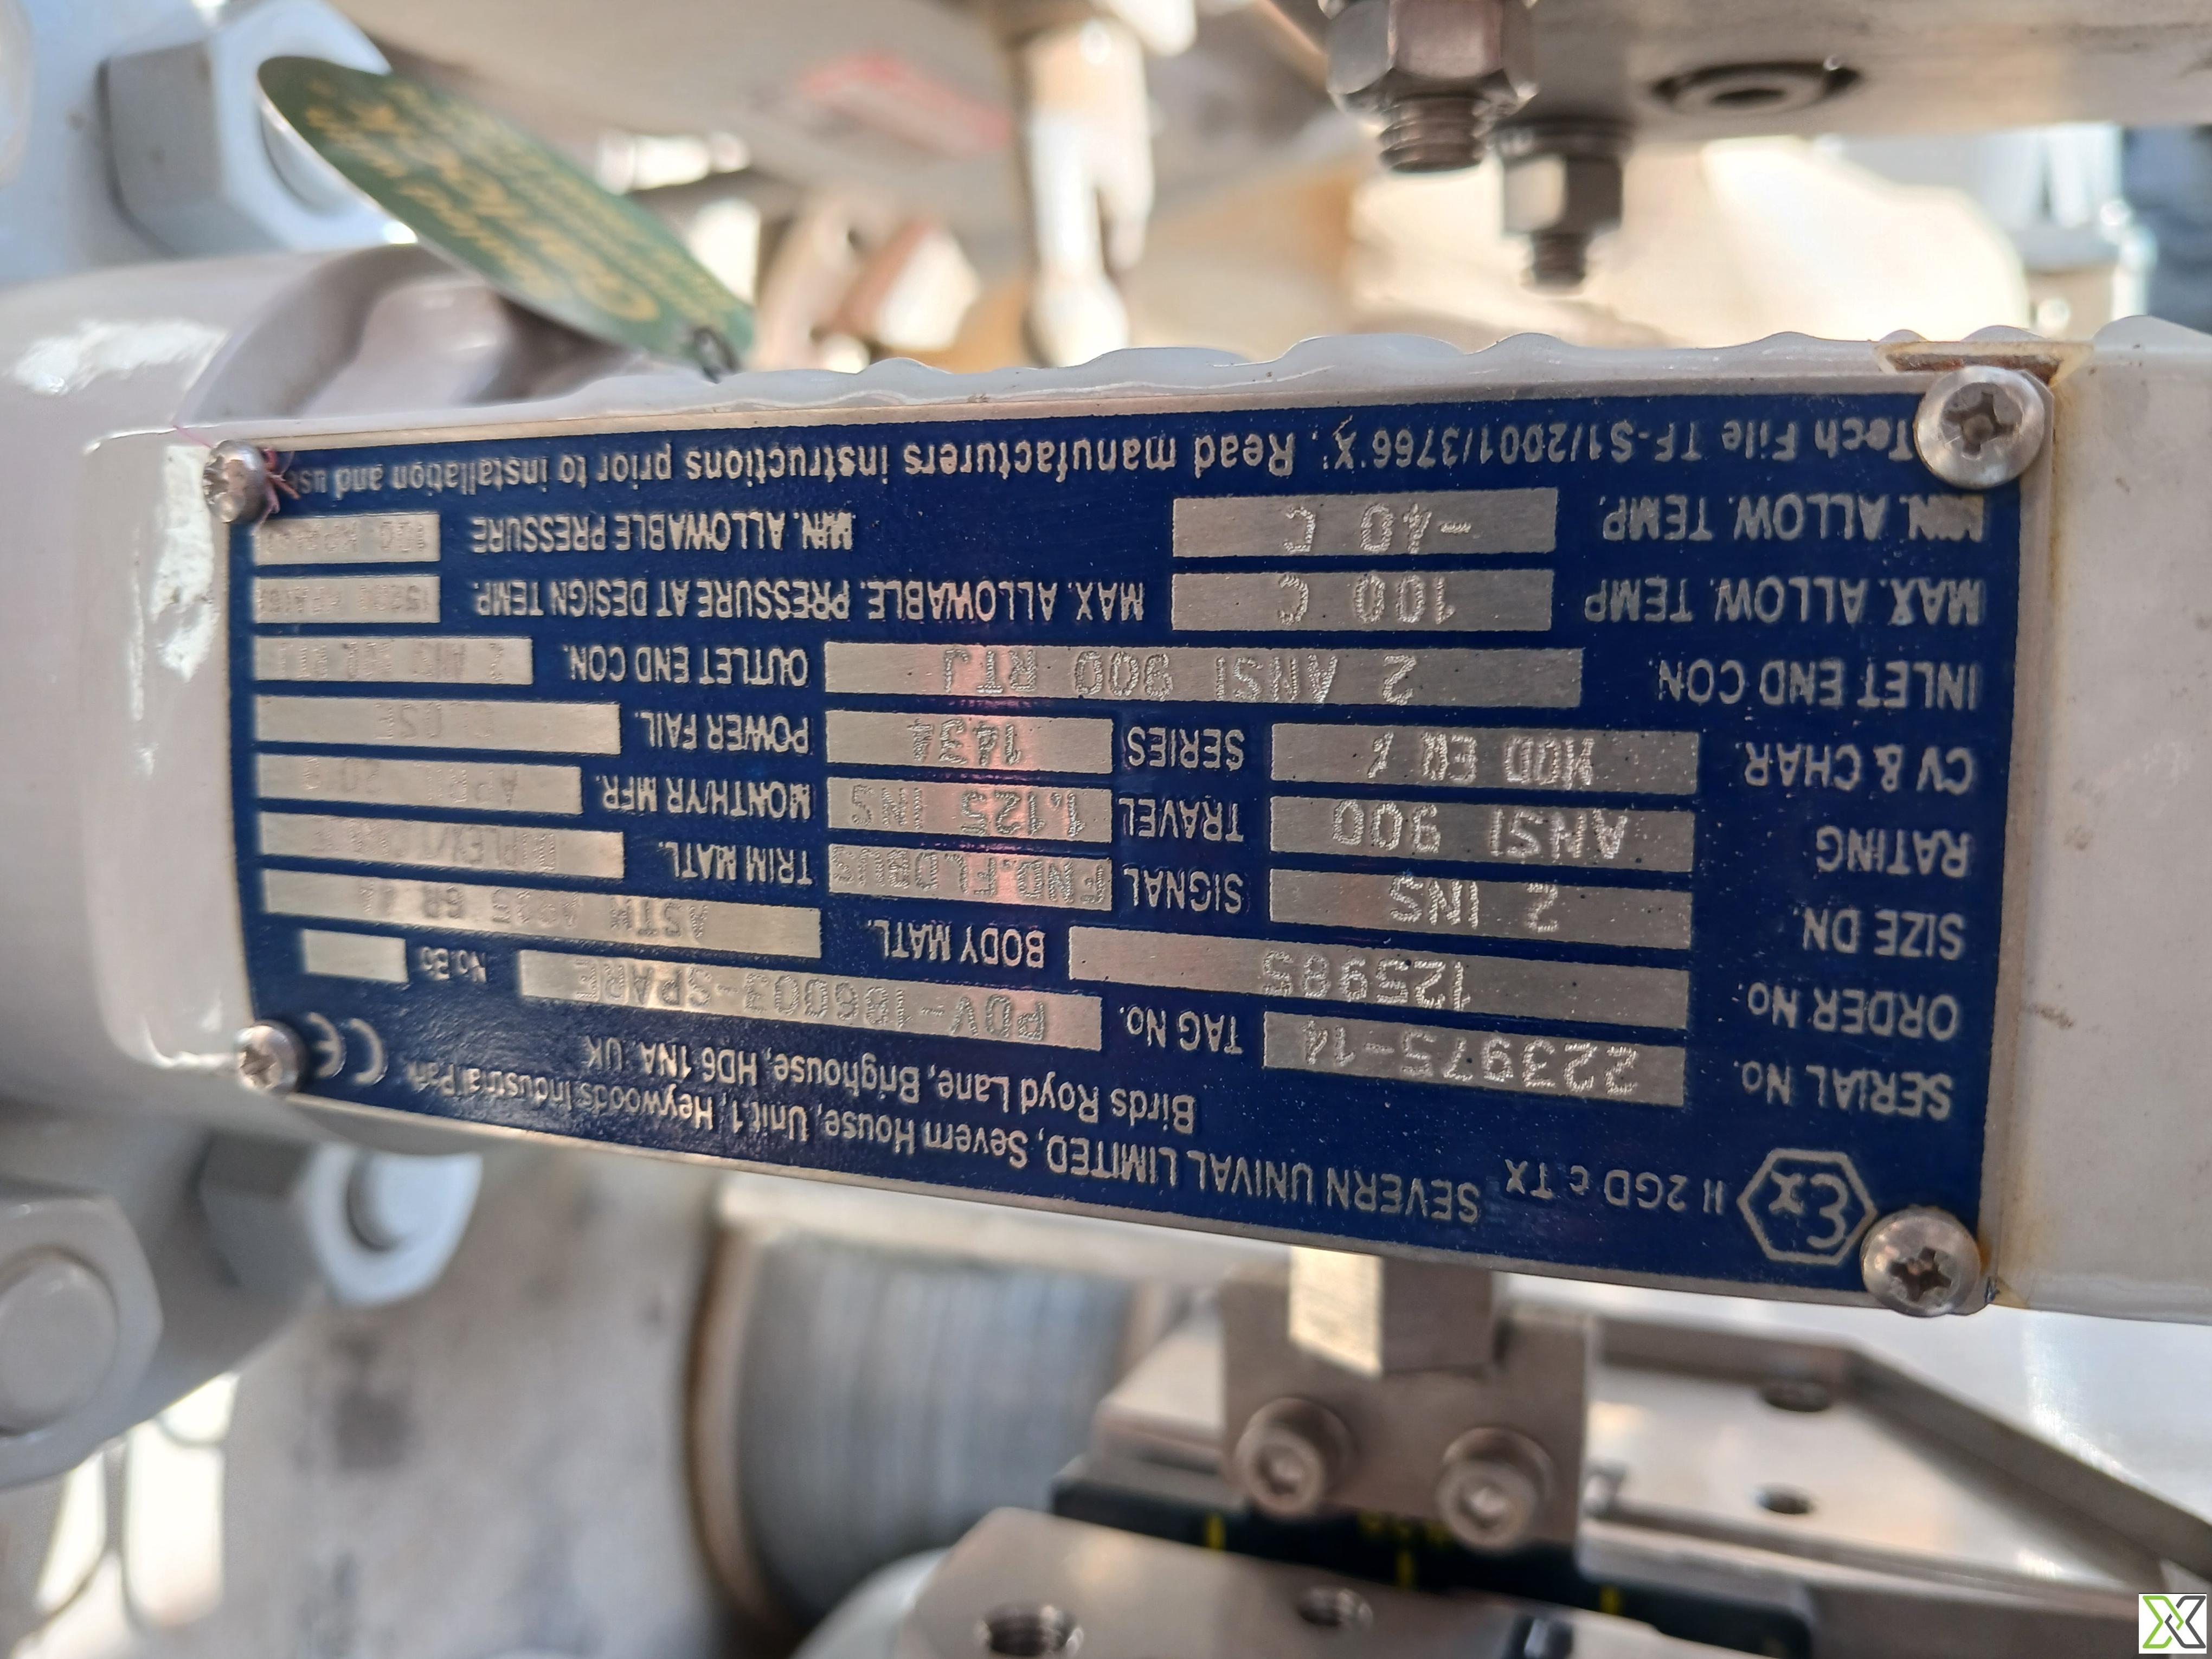 Ex II 2GD c TX SEVERN UNIVAL LIMITED, Severn House, Unit.1, Heywoods Industrial Park
Birds Royd Lane, Brighouse, HD6 1NA. UK CE
SERIAL No. 223975-14 TAG No. PDV-186003-SPARE No.Bo
ORDER No. 125985 BODY MATL. ASTM GR 4A
SIZE DN. 2 INS SIGNAL FND.FLDBUS TRIM MATL.
RATING ANSI 900 TRAVEL 1.125 INS MONTH/YR MFR.
CV & CHAR. MOD EQ 4 SERIES 1434 POWER FAIL.
INLET END CON. 2 ANSI 900 RTJ OUTLET END CON.
MAX. ALLOW. TEMP 100 C MAX. ALLOWABLE. PRESSURE AT DESIGN TEMP.
MIN. ALLOW. TEMP. -40 C MIN. ALLOWABLE PRESSURE
Tech File TF-S1/2001/3766'X'. Read manufacturers instructions prior to installation and use